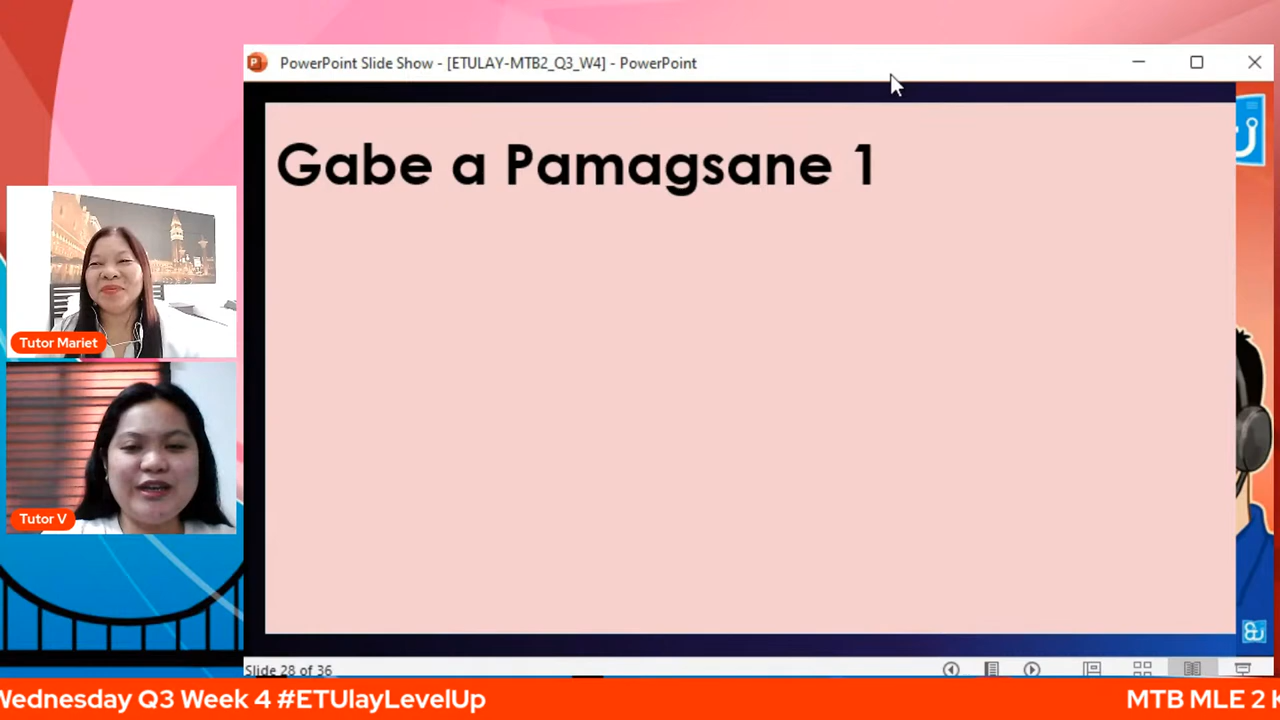 PowerPoint Slide Show - [ETULAY-MTB2_Q3_W4] - PowerPoint
Gabe a Pamagsane 1
Tutor Mariet
Tutor V
Slide 28 of 36
Wednesday Q3 Week 4 #ETUlayLevelUp
MTB MLE 2 K